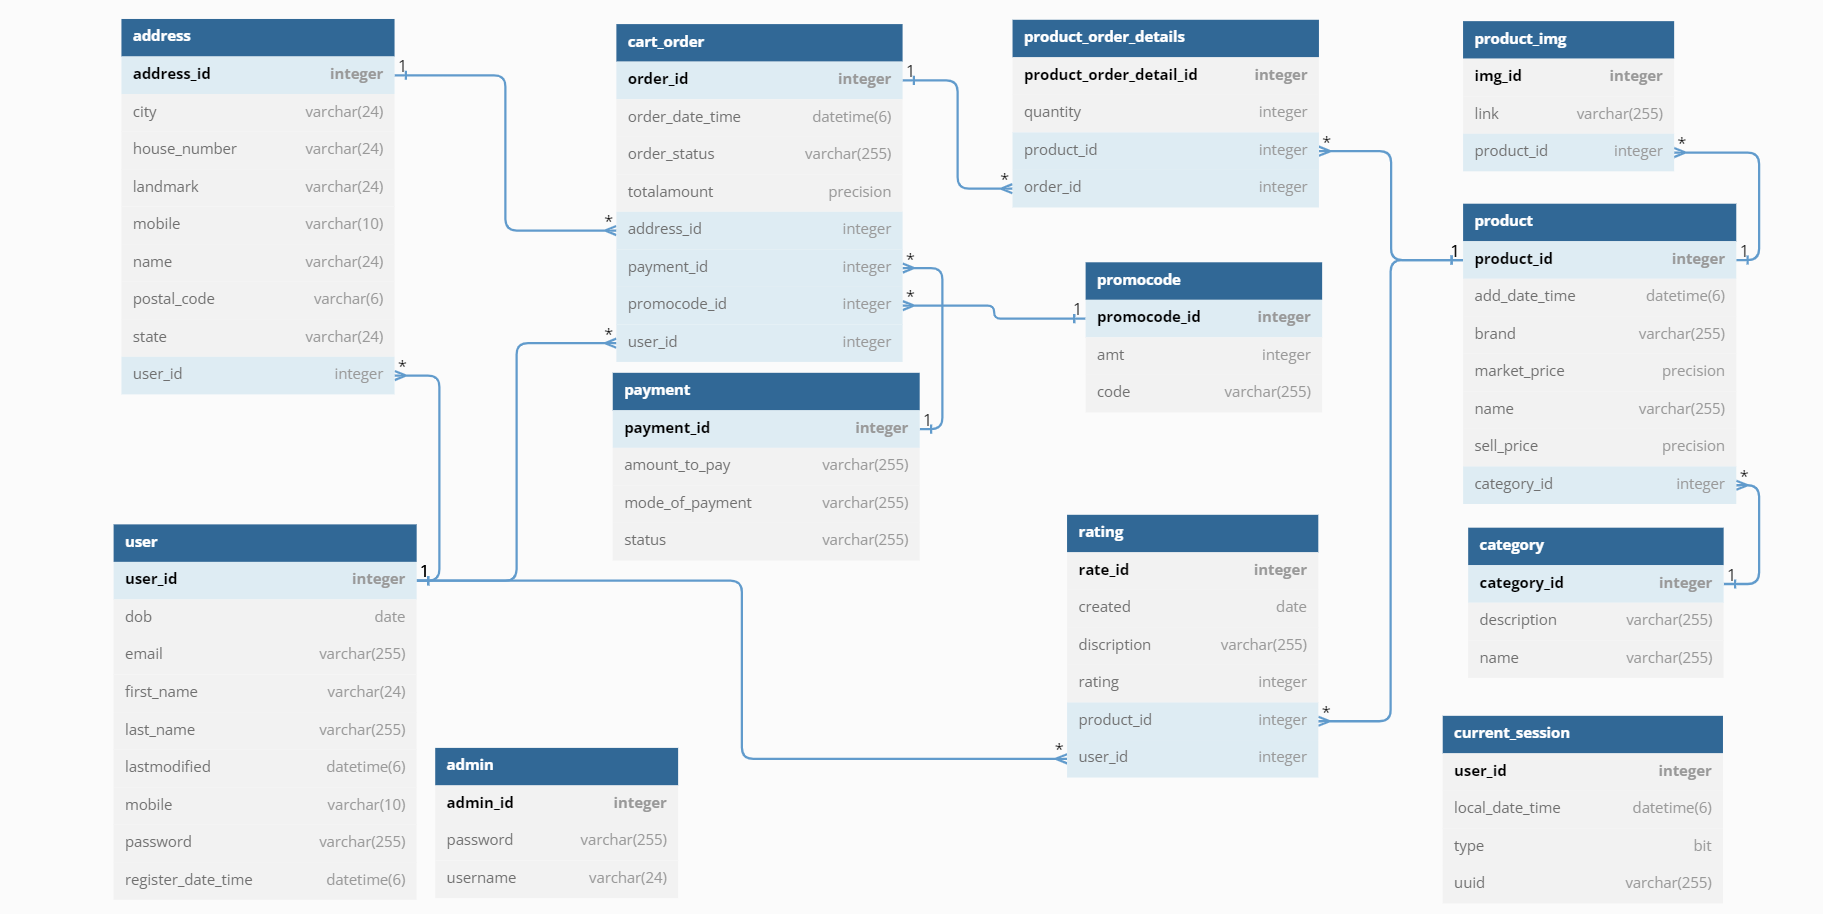 address
address_id integer
city varchar(24)
house_number varchar(24)
landmark varchar(24)
mobile varchar(10)
name varchar(24)
postal_code varchar(6)
state varchar(24)
user_id integer
1
*
cart_order
order_id integer
order_date_time datetime(6)
order_status varchar(255)
totalamount precision
address_id integer
payment_id integer
promocode_id integer
user_id integer
1
*
*
*
*
product_order_details
product_order_detail_id integer
quantity integer
product_id integer
order_id integer
*
*
product_img
img_id integer
link varchar(255)
product_id integer
*
product
product_id integer
add_date_time datetime(6)
brand varchar(255)
market_price precision
name varchar(255)
sell_price precision
category_id integer
1
1
*
promocode
promocode_id integer
amt integer
code varchar(255)
1
payment
payment_id integer
amount_to_pay varchar(255)
mode_of_payment varchar(255)
status varchar(255)
1
user
user_id integer
dob date
email varchar(255)
first_name varchar(24)
last_name varchar(255)
lastmodified datetime(6)
mobile varchar(10)
password varchar(255)
register_date_time datetime(6)
1
admin
admin_id integer
password varchar(255)
username varchar(24)
rating
rate_id integer
created date
discription varchar(255)
rating integer
product_id integer
user_id integer
*
*
category
category_id integer
description varchar(255)
name varchar(255)
1
current_session
user_id integer
local_date_time datetime(6)
type bit
uuid varchar(255)